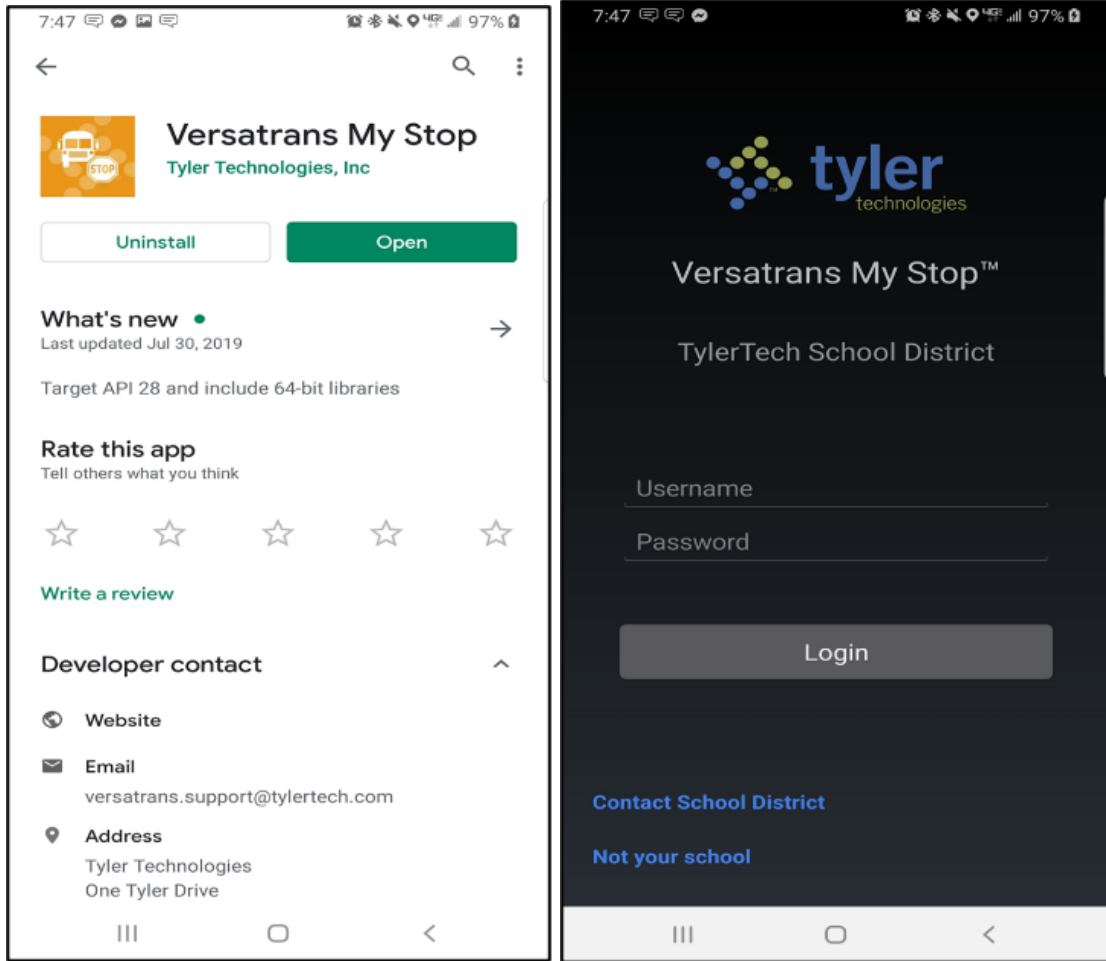 7:47 97%
Versatrans My Stop
STOP
Tyler Technologies, Inc
Uninstall Open
What's new
Last updated Jul 30, 2019
Target API 28 and include 64-bit libraries
Rate this app
Tell others what you think
Write a review
Developer contact
Website
Email
versatrans.support@tylertech.com
Address
Tyler Technologies
One Tyler Drive
7:47 97%
tyler
technologies
Versatrans My Stop™
TylerTech School District
Username
Password
Login
Contact School District
Not your school